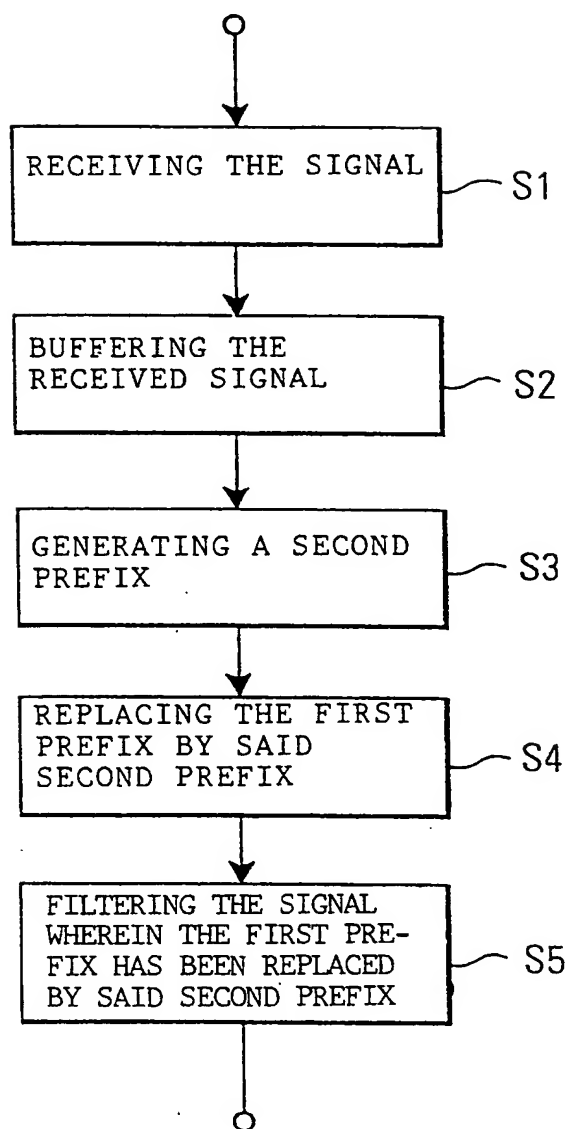 RECEIVING THE SIGNAL
S1
BUFFERING THE
RECEIVED SIGNAL
S2
GENERATING A SECOND
PREFIX
S3
REPLACING THE FIRST
PREFIX BY SAID
SECOND PREFIX
S4
FILTERING THE SIGNAL
WHEREIN THE FIRST PRE-
FIX HAS BEEN REPLACED
BY SAID SECOND PREFIX
S5